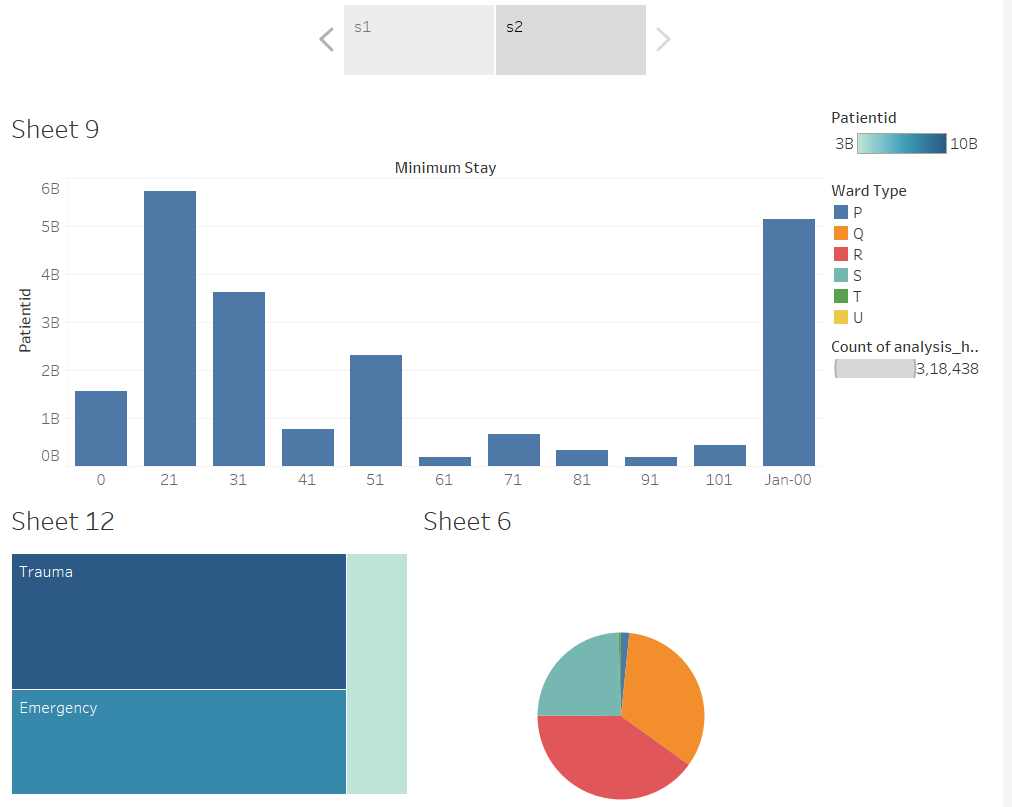 s1
s2
Sheet 9
Minimum Stay
Patientid
6B
5B
4B
3B
2B
1B
0B
0 21 31 41 51 61 71 81 91 101 Jan-00
Patientid
3B 10B
Ward Type
P
Q
R
S
T
U
Count of analysis_h..
3,18,438
Sheet 12
Trauma
Emergency
Sheet 6